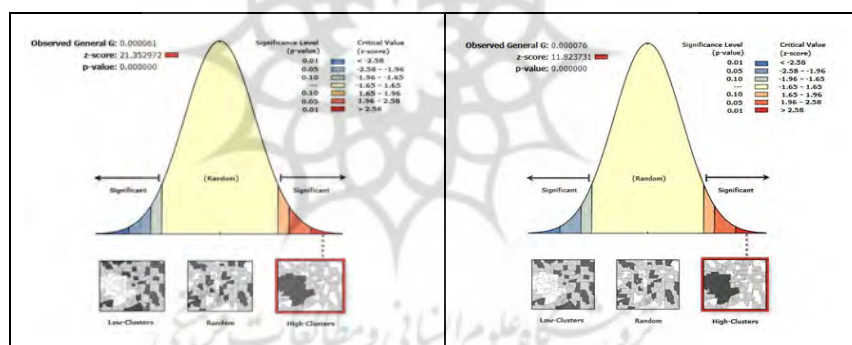 Observed General G: 0.000061
z-score: 21.352972
p-value: 0.000000
Significance Level
(p-value)
Critical Value
(z-score)
0.01 < -2.58
0.05 -2.58 - -1.96
0.10 -1.96 - -1.65
--- -1.65 - 1.65
0.10 1.65 - 1.96
0.05 1.96 - 2.58
0.01 > 2.58
Significant
(Random)
Significant
Low-Clusters
Random
High-Clusters
Observed General G: 0.000076
z-score: 11.823731
p-value: 0.000000
Significance Level
(p-value)
Critical Value
(z-score)
0.01 < -2.58
0.05 -2.58 - -1.96
0.10 -1.96 - -1.65
--- -1.65 - 1.65
0.10 1.65 - 1.96
0.05 1.96 - 2.58
0.01 > 2.58
Significant
(Random)
Significant
Low-Clusters
Random
High-Clusters
علوم انسانی و مطالعات